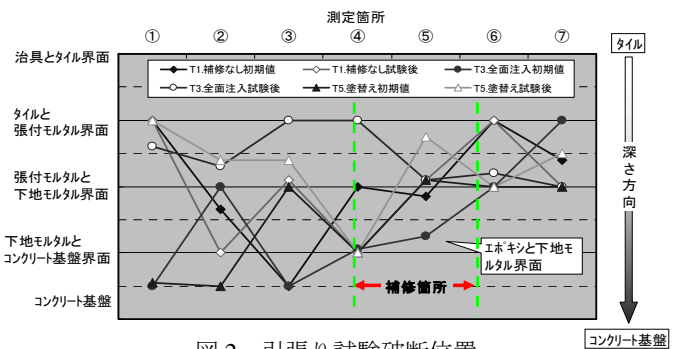 測定箇所
① ② ③ ④ ⑤ ⑥ ⑦
タイル
治具とタイル界面
T1.補修なし初期値 T1.補修なし試験後 T3.全面注入初期値
T3.全面注入試験後 T5.塗替え初期値 T5.塗替え試験後
タイルと
張付モルタル界面
張付モルタルと
下地モルタル界面
深さ方向
下地モルタルと
コンクリート基盤界面
エポキシと下地モ
ルタル界面
補修箇所
コンクリート基盤
コンクリート基盤
図2 引張り試験破断位置